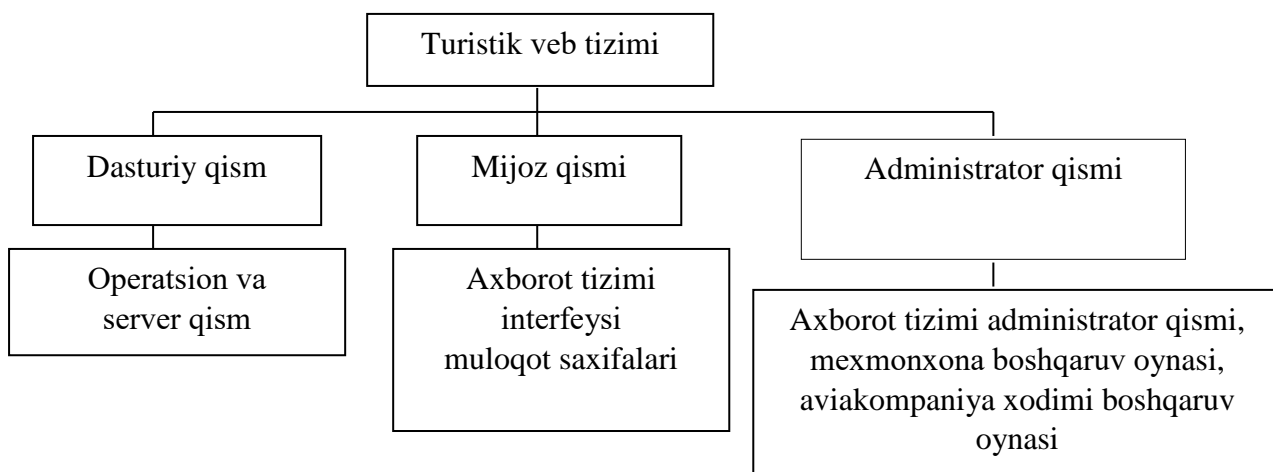 Turistik veb tizimi
Dasturiy qism
Mijoz qismi
Administrator qismi
Operatsion va
server qism
Axborot tizimi
interfeysi
muloqot saxifalari
Axborot tizimi administrator qismi,
mexmonxona boshqaruv oynasi,
aviakompaniya xodimi boshqaruv
oynasi